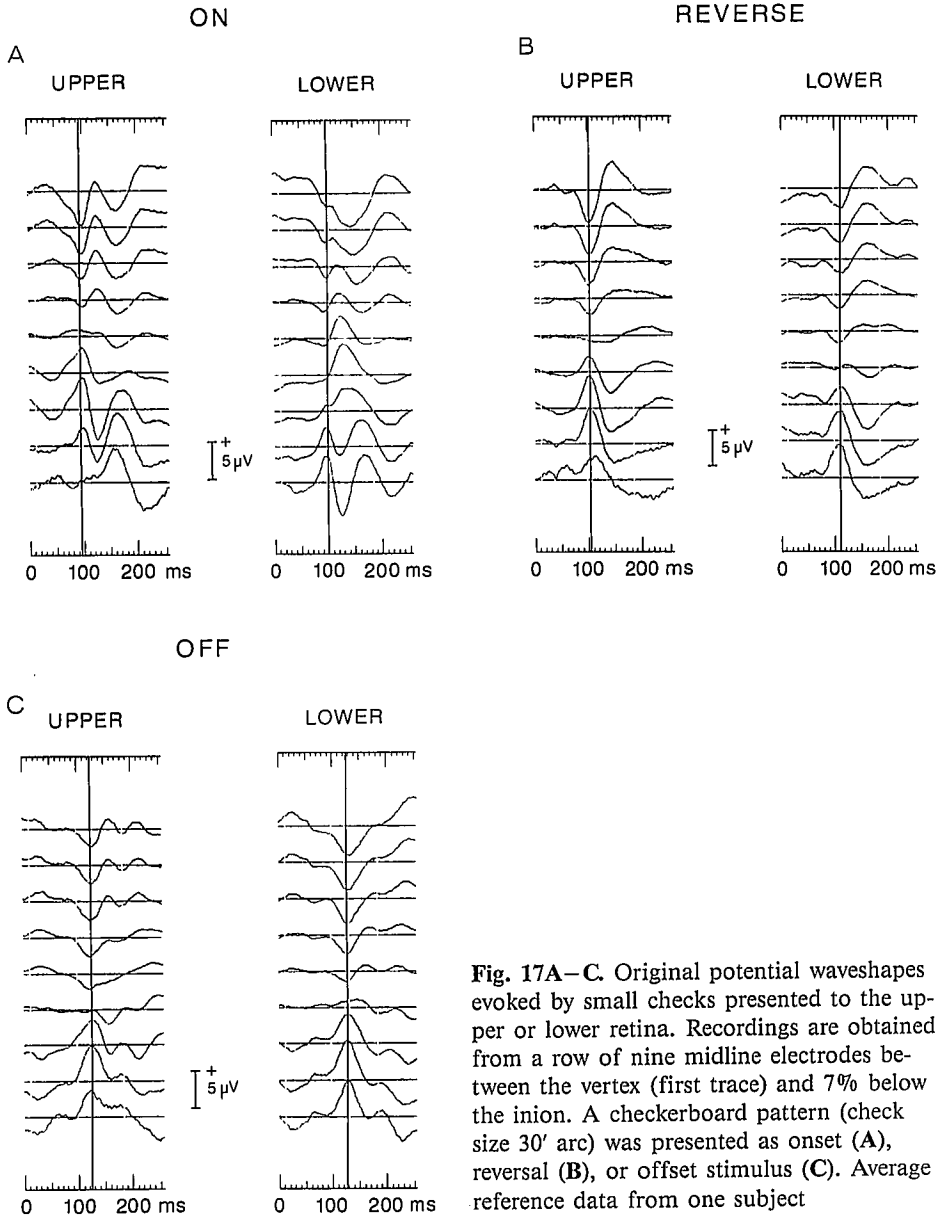 ON
REVERSE
A
B
UPPER
LOWER
UPPER
LOWER
+
5 µV
+
5 µV
0 100 200 ms
0 100 200 ms
0 100 200 ms
0 100 200 ms
OFF
C
UPPER
LOWER
+
5 µV
0 100 200 ms
0 100 200 ms
Fig. 17A–C. Original potential waveshapes
evoked by small checks presented to the up-
per or lower retina. Recordings are obtained
from a row of nine midline electrodes be-
tween the vertex (first trace) and 7% below
the inion. A checkerboard pattern (check
size 30′ arc) was presented as onset (A),
reversal (B), or offset stimulus (C). Average
reference data from one subject